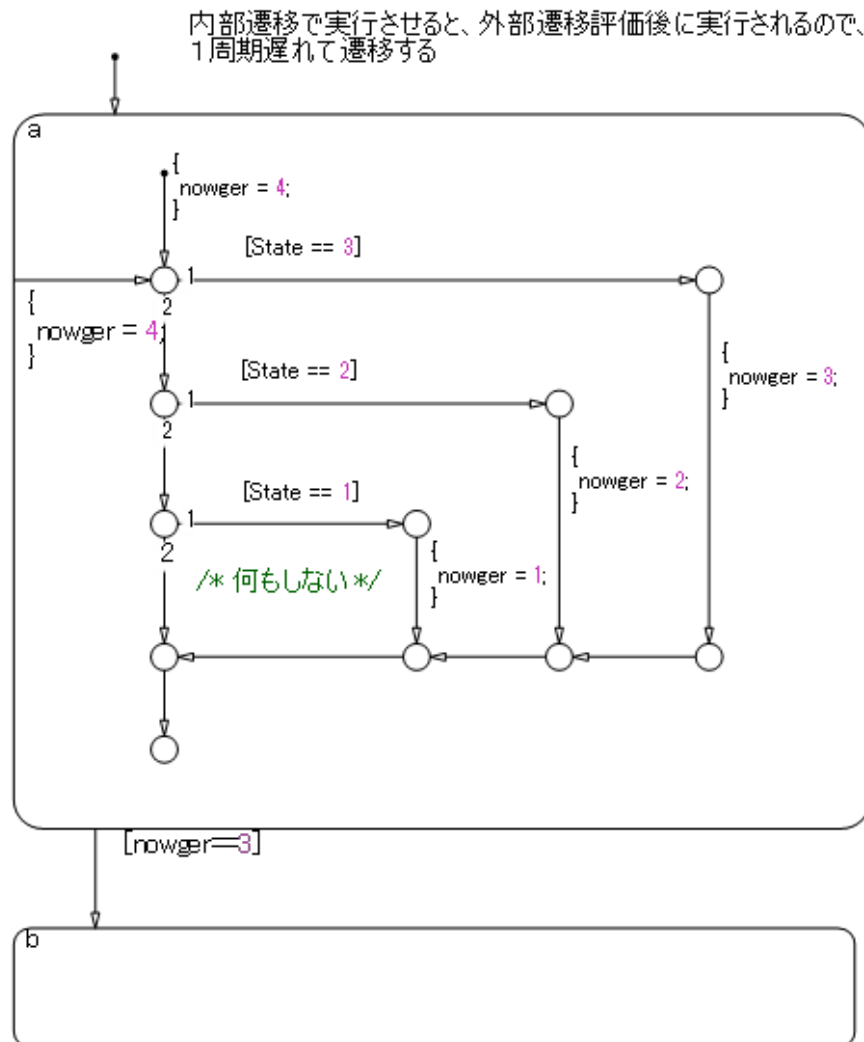 内部遷移で実行させると、外部遷移評価後に実行されるので、
１周期遅れて遷移する
a
{
nowger = 4;
}
[State == 3]
1
2
{
nowger = 4;
}
[State == 2]
1
2
{
nowger = 3;
}
[State == 1]
1
2
{
nowger = 2;
}
/* 何もしない */
{
nowger = 1;
}
[nowger==3]
b